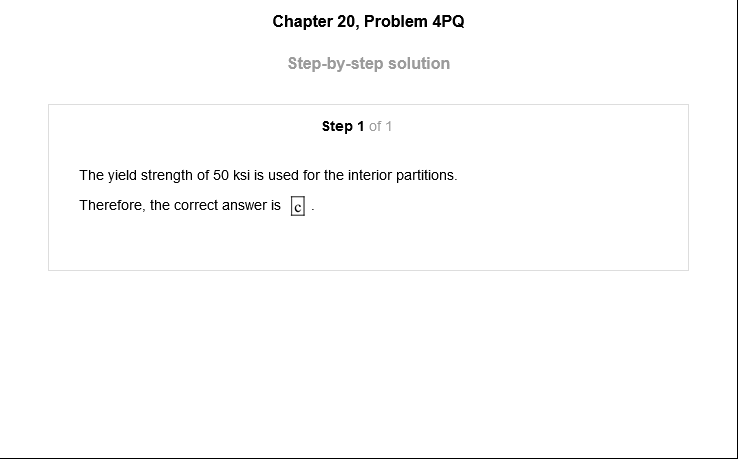 Chapter 20, Problem 4PQ
Step-by-step solution
Step 1 of 1
The yield strength of 50 ksi is used for the interior partitions.
Therefore, the correct answer is c .